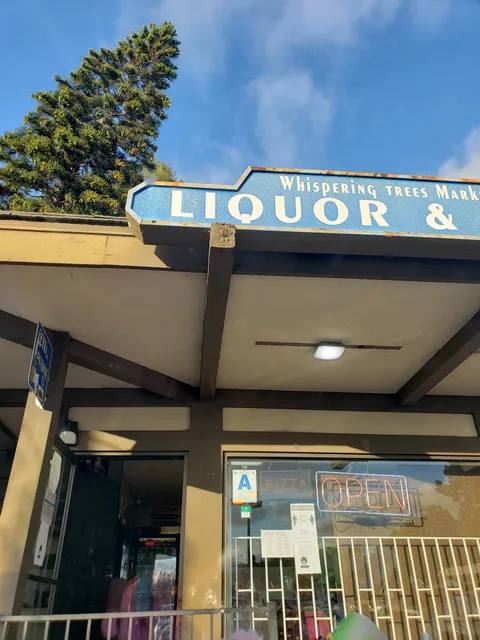 Whispering trees Mark
LIQUOR &
A
PIZZA
OPEN